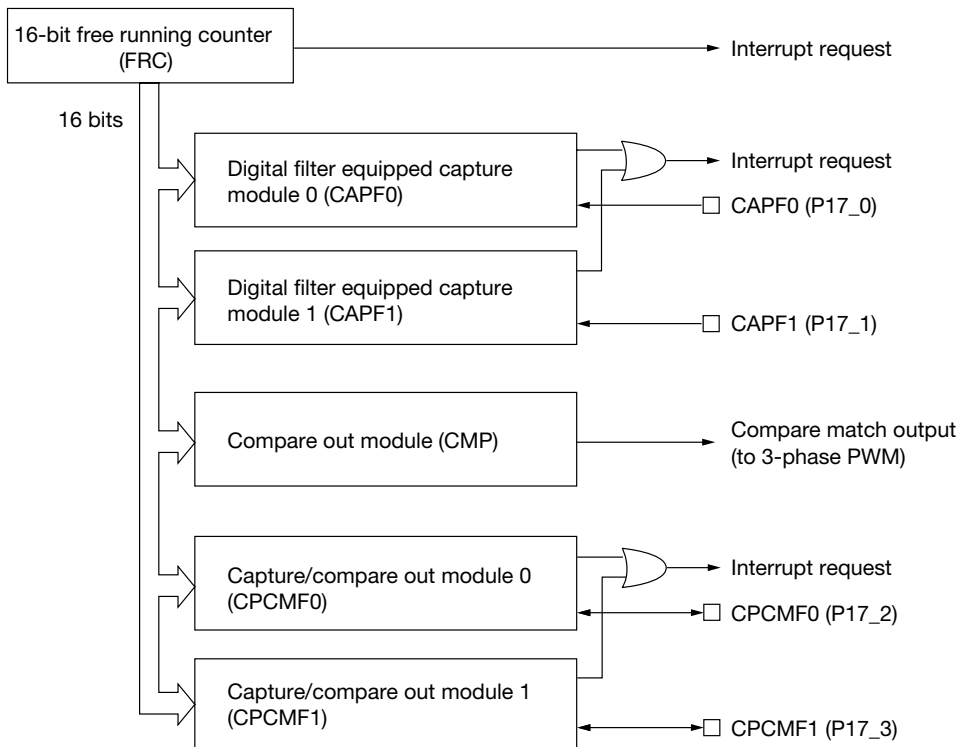 16-bit free running counter
(FRC)
Interrupt request
16 bits
Digital filter equipped capture
module 0 (CAPF0)
Interrupt request
CAPF0 (P17_0)
Digital filter equipped capture
module 1 (CAPF1)
CAPF1 (P17_1)
Compare out module (CMP)
Compare match output
(to 3-phase PWM)
Capture/compare out module 0
(CPCMF0)
Interrupt request
CPCMF0 (P17_2)
Capture/compare out module 1
(CPCMF1)
CPCMF1 (P17_3)